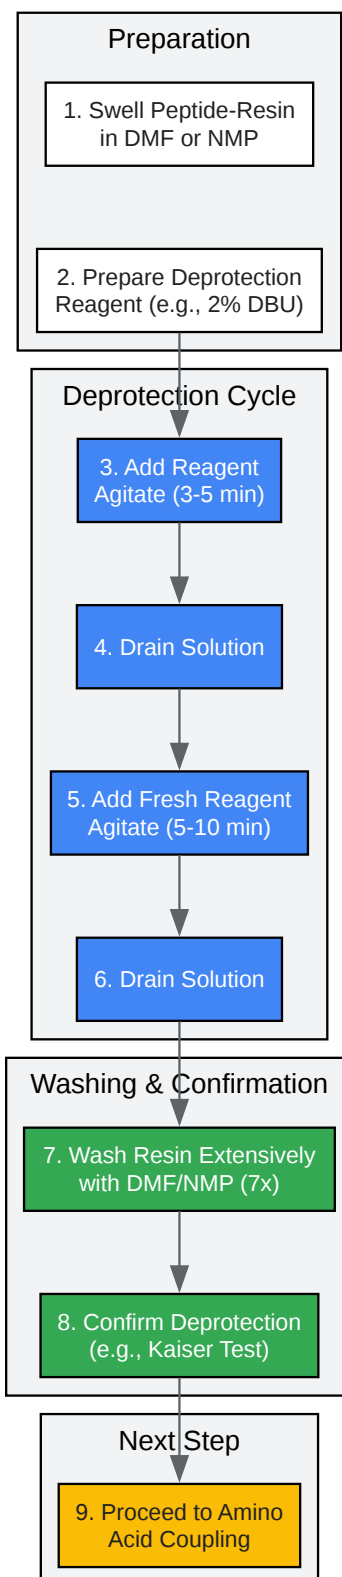 Preparation
1. Swell Peptide-Resin
in DMF or NMP
2. Prepare Deprotection
Reagent (e.g., 2% DBU)
Deprotection Cycle
3. Add Reagent
Agitate (3-5 min)
4. Drain Solution
5. Add Fresh Reagent
Agitate (5-10 min)
6. Drain Solution
Washing & Confirmation
7. Wash Resin Extensively
with DMF/NMP (7x)
8. Confirm Deprotection
(e.g., Kaiser Test)
Next Step
9. Proceed to Amino
Acid Coupling